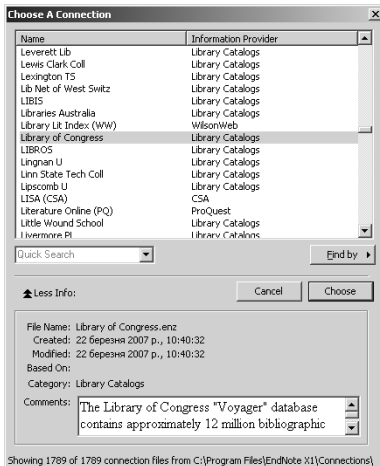 Choose A Connection
Name Information Provider
Leverett Lib Library Catalogs
Lewis Clark Coll Library Catalogs
Lexington TS Library Catalogs
Lib Net of West Switz Library Catalogs
LIBIS Library Catalogs
Libraries Australia Library Catalogs
Library Lit Index (WW) WilsonWeb
Library of Congress Library Catalogs
LIBROS Library Catalogs
Lingnan U Library Catalogs
Linn State Tech Coll Library Catalogs
Lipscomb U Library Catalogs
LISA (CSA) CSA
Literature Online (PQ) ProQuest
Little Wound School Library Catalogs
Livermore PL Library Catalogs
Quick Search Find by
Less Info: Cancel Choose
File Name: Library of Congress.enz
Created: 22 березня 2007 р., 10:40:32
Modified: 22 березня 2007 р., 10:40:32
Based On:
Category: Library Catalogs
Comments: The Library of Congress "Voyager" database
contains approximately 12 million bibliographic
Showing 1789 of 1789 connection files from C:\Program Files\EndNote X1\Connections\